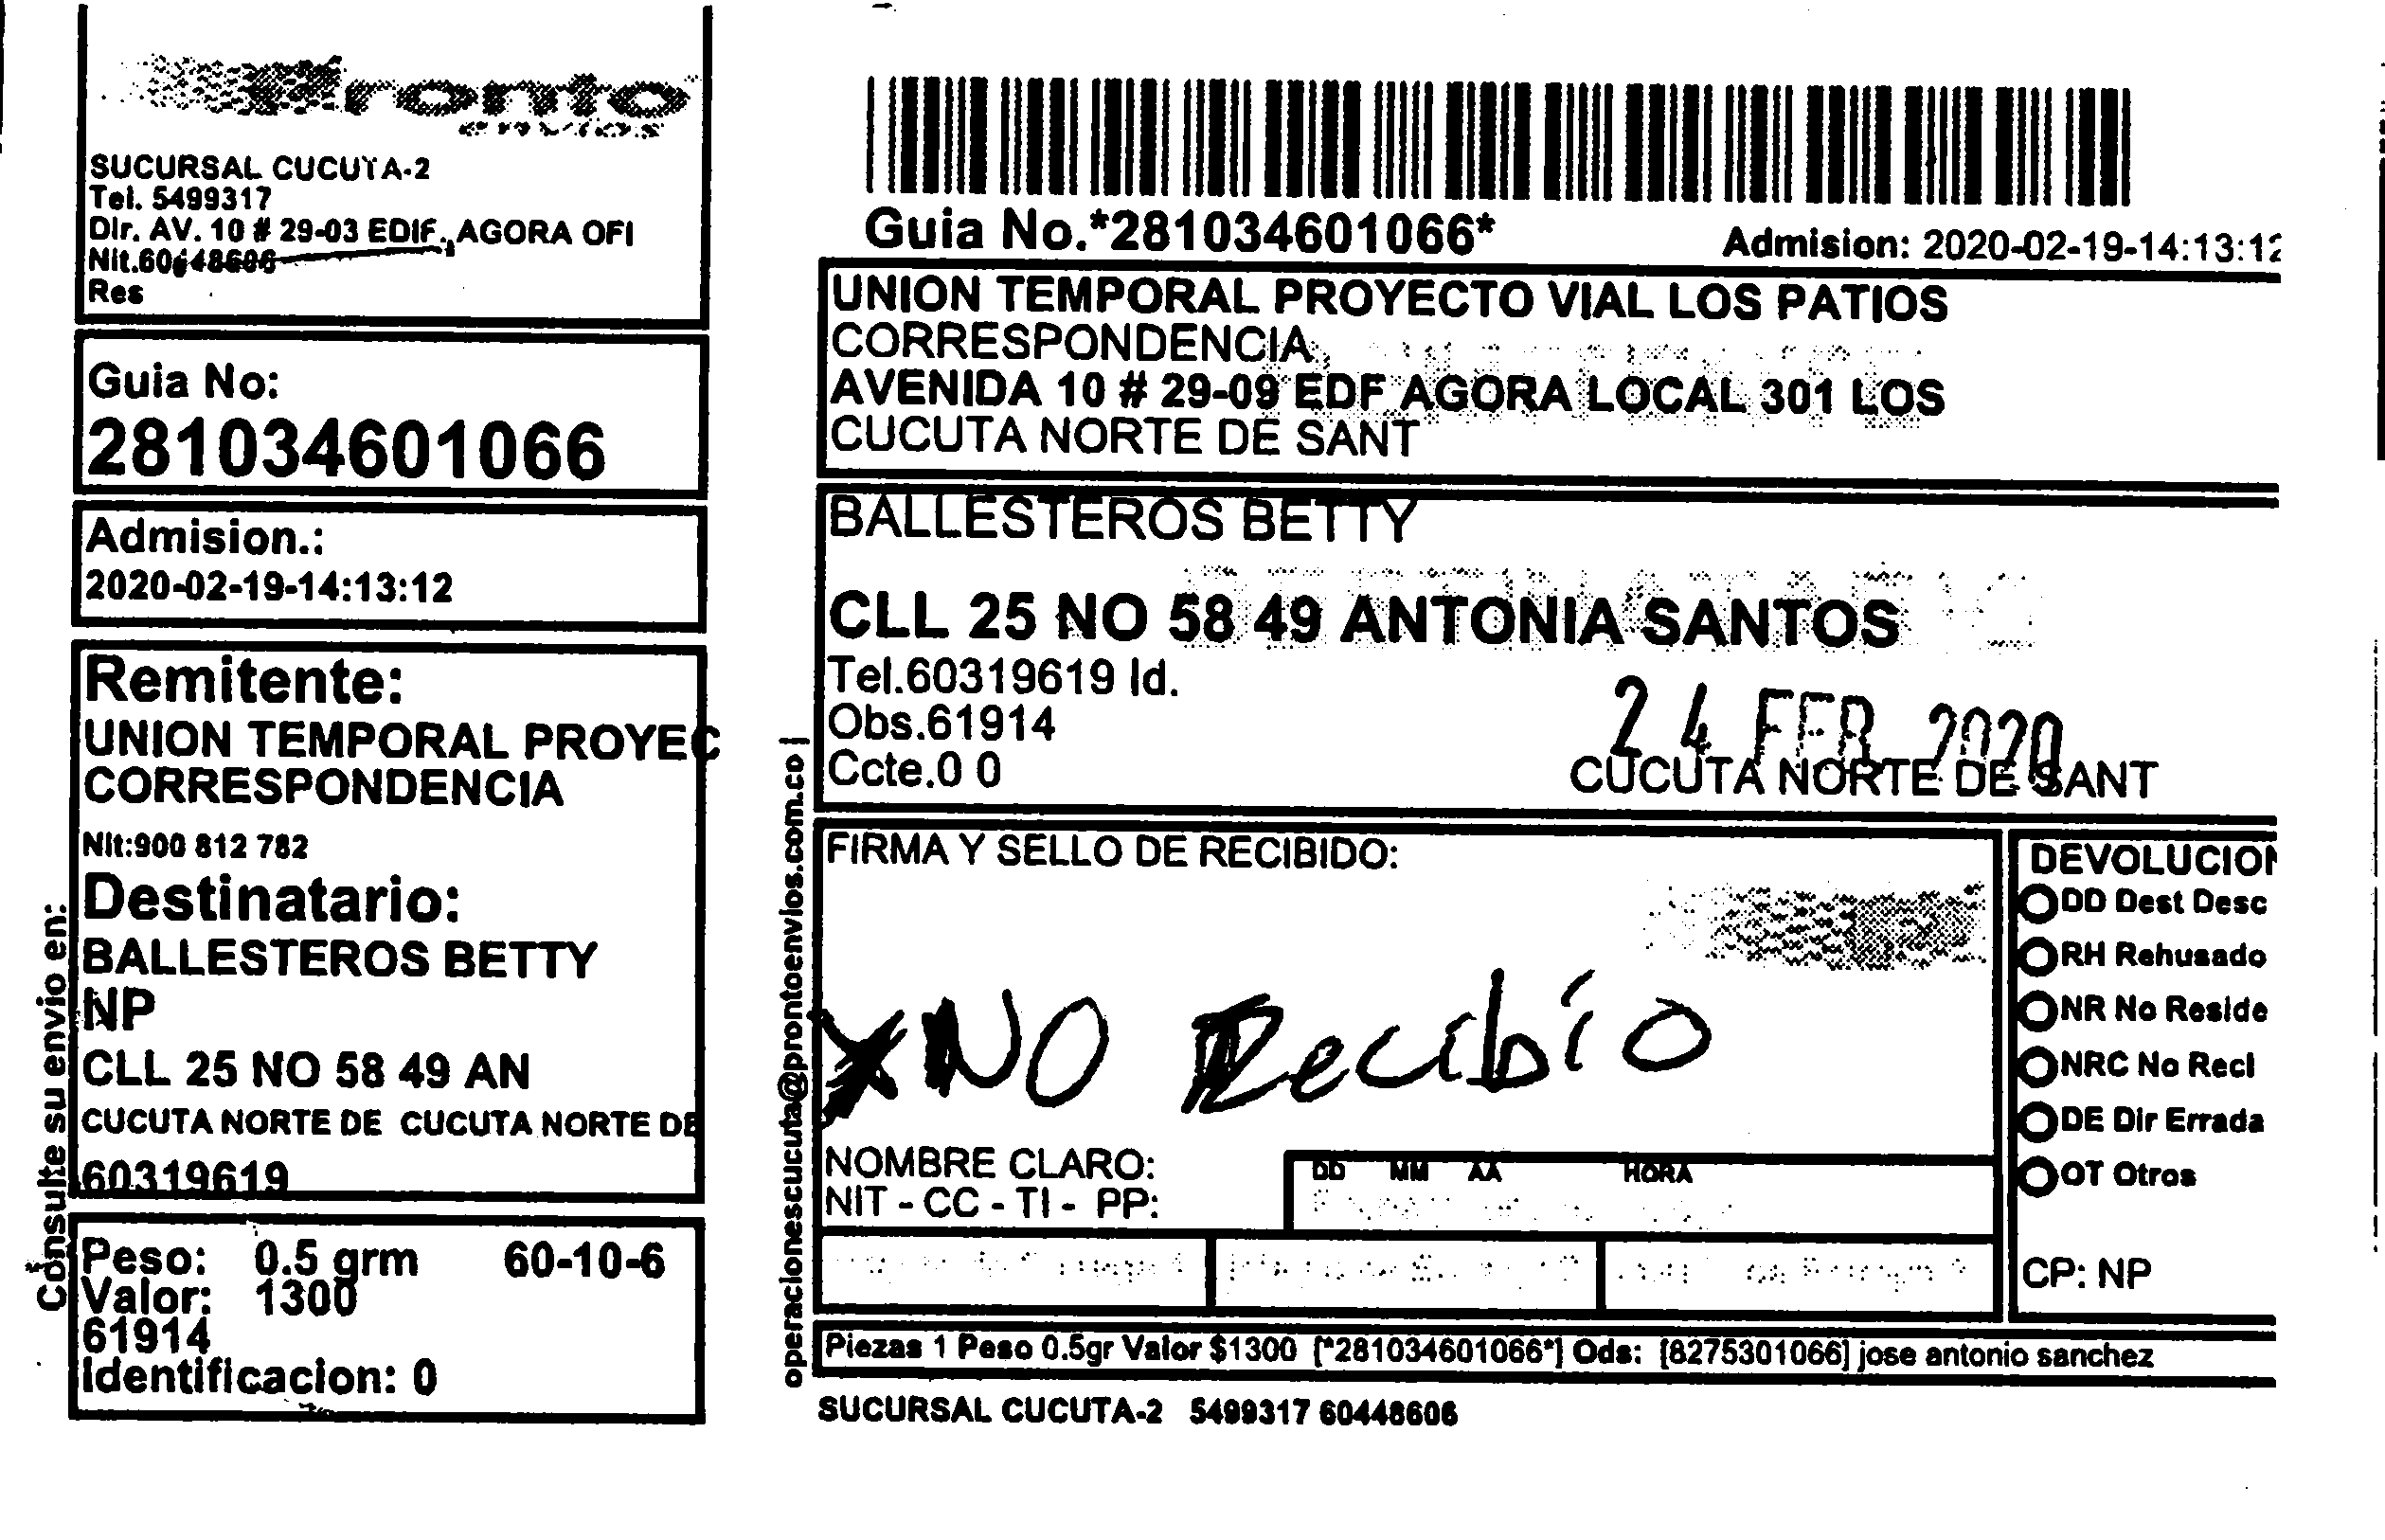 Pronto
envios
SUCURSAL CUCUTA-2
Tel. 5499317
Dir. AV. 10 # 29-03 EDIF. AGORA OFI
Nit.60448606
Res
Guia No:
281034601066
Admision.:
2020-02-19-14:13:12
Remitente:
UNION TEMPORAL PROYEC
CORRESPONDENCIA
Nit:900 812 782
Destinatario:
BALLESTEROS BETTY
NP
CLL 25 NO 58 49 AN
CUCUTA NORTE DE CUCUTA NORTE DE
60319619
Peso: 0.5 grm 60-10-6
Valor: 1300
61914
Identificacion: 0
Consulte su envio en:
operacionescucuta@prontoenvios.com.co |
Guia No.*281034601066*
Admision: 2020-02-19-14:13:12
UNION TEMPORAL PROYECTO VIAL LOS PATIOS
CORRESPONDENCIA
AVENIDA 10 # 29-09 EDF AGORA LOCAL 301 LOS
CUCUTA NORTE DE SANT
BALLESTEROS BETTY
CLL 25 NO 58 49 ANTONIA SANTOS
Tel.60319619 Id.
Obs.61914
Ccte.0 0
24 FEB 2020
CUCUTA NORTE DE SANT
FIRMA Y SELLO DE RECIBIDO:
X NO Recibio
NOMBRE CLARO:
NIT - CC - TI - PP:
DD MM AA HORA
DEVOLUCION
DD Dest Desc
RH Rehusado
NR No Reside
NRC No Recl
DE Dir Errada
OT Otros
CP: NP
Piezas 1 Peso 0.5gr Valor $1300 [*281034601066*] Ods: [8275301066] jose antonio sanchez
SUCURSAL CUCUTA-2 5499317 60448606